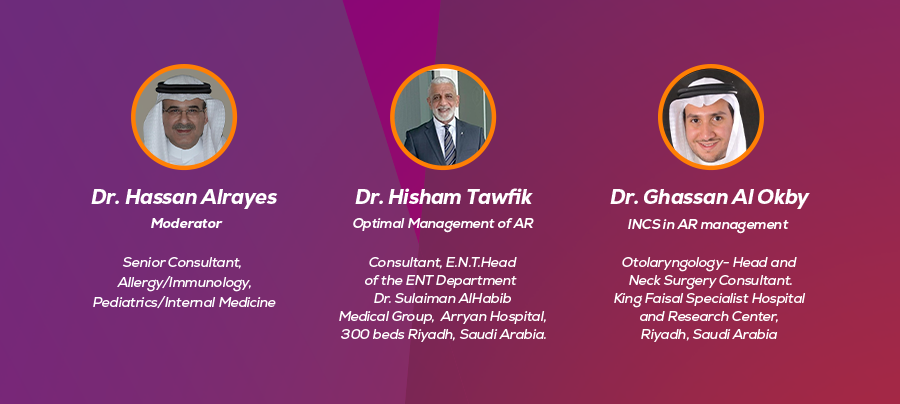 Dr. Hassan Alrayes
Moderator
Senior Consultant,
Allergy/Immunology,
Pediatrics/Internal Medicine
Dr. Hisham Tawfik
Optimal Management of AR
Consultant, E.N.T.Head
of the ENT Department
Dr. Sulaiman AlHabib
Medical Group, Arryan Hospital,
300 beds Riyadh, Saudi Arabia.
Dr. Ghassan Al Okby
INCS in AR management
Otolaryngology- Head and
Neck Surgery Consultant.
King Faisal Specialist Hospital
and Research Center,
Riyadh, Saudi Arabia